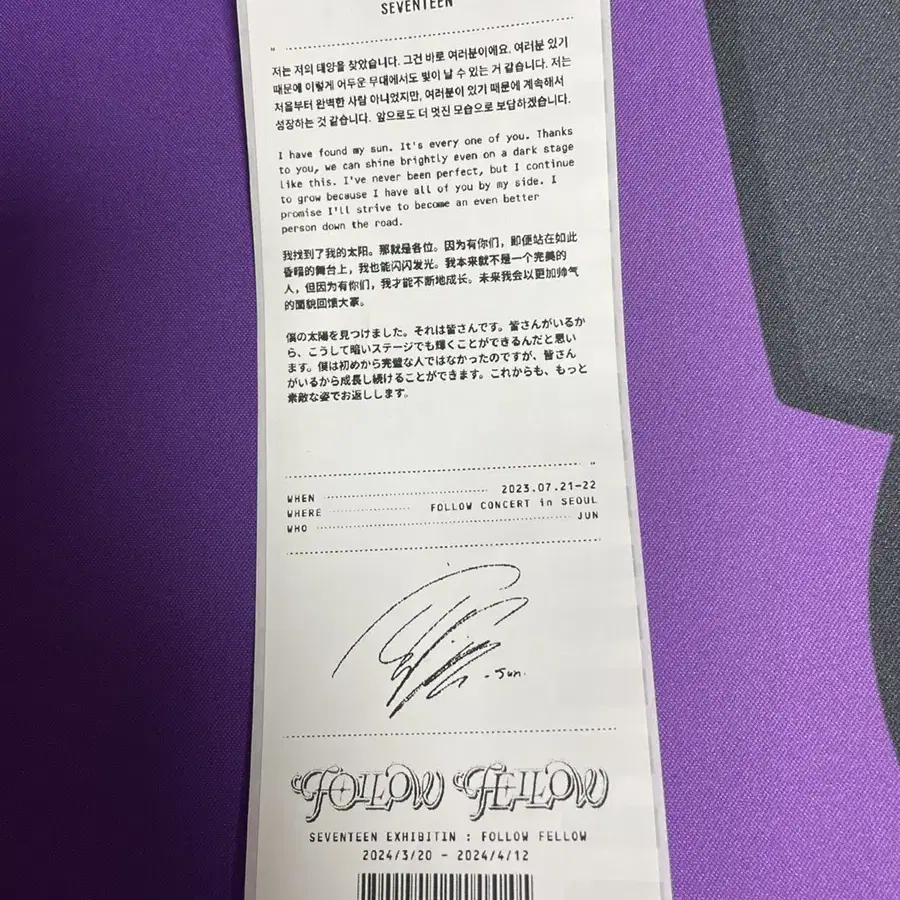 SEVENTEEN
"
저는 저의 태양을 찾았습니다. 그건 바로 여러분이에요. 여러분 있기
때문에 이렇게 어두운 무대에서도 빛이 날 수 있는 거 같습니다. 저는
처음부터 완벽한 사람 아니었지만, 여러분이 있기 때문에 계속해서
성장하는 것 같습니다. 앞으로도 더 멋진 모습으로 보답하겠습니다.
I have found my sun. It's every one of you. Thanks
to you, we can shine brightly even on a dark stage
like this. I've never been perfect, but I continue
to grow because I have all of you by my side. I
promise I'll strive to become an even better
person down the road.
我找到了我的太阳。那就是各位。因为有你们，即便站在如此
昏暗的舞台上，我也能闪闪发光。我本来就不是一个完美的
人，但因为有你们，我才能不断地成长。未来我会以更加帅气
的面貌回馈大家。
僕の太陽を見つけました。それは皆さんです。皆さんがいるか
ら、こうして暗いステージでも輝くことができるんだと思い
ます。僕は初めから完璧な人ではなかったのですが、皆さん
がいるから成長し続けることができます。これからも、もっと
素敵な姿でお返しします。
"
WHEN 2023.07.21-22
WHERE FOLLOW CONCERT in SEOUL
WHO JUN
-Jun.
FOLLOW FELLOW
SEVENTEEN EXHIBITIN : FOLLOW FELLOW
2024/3/20 - 2024/4/12